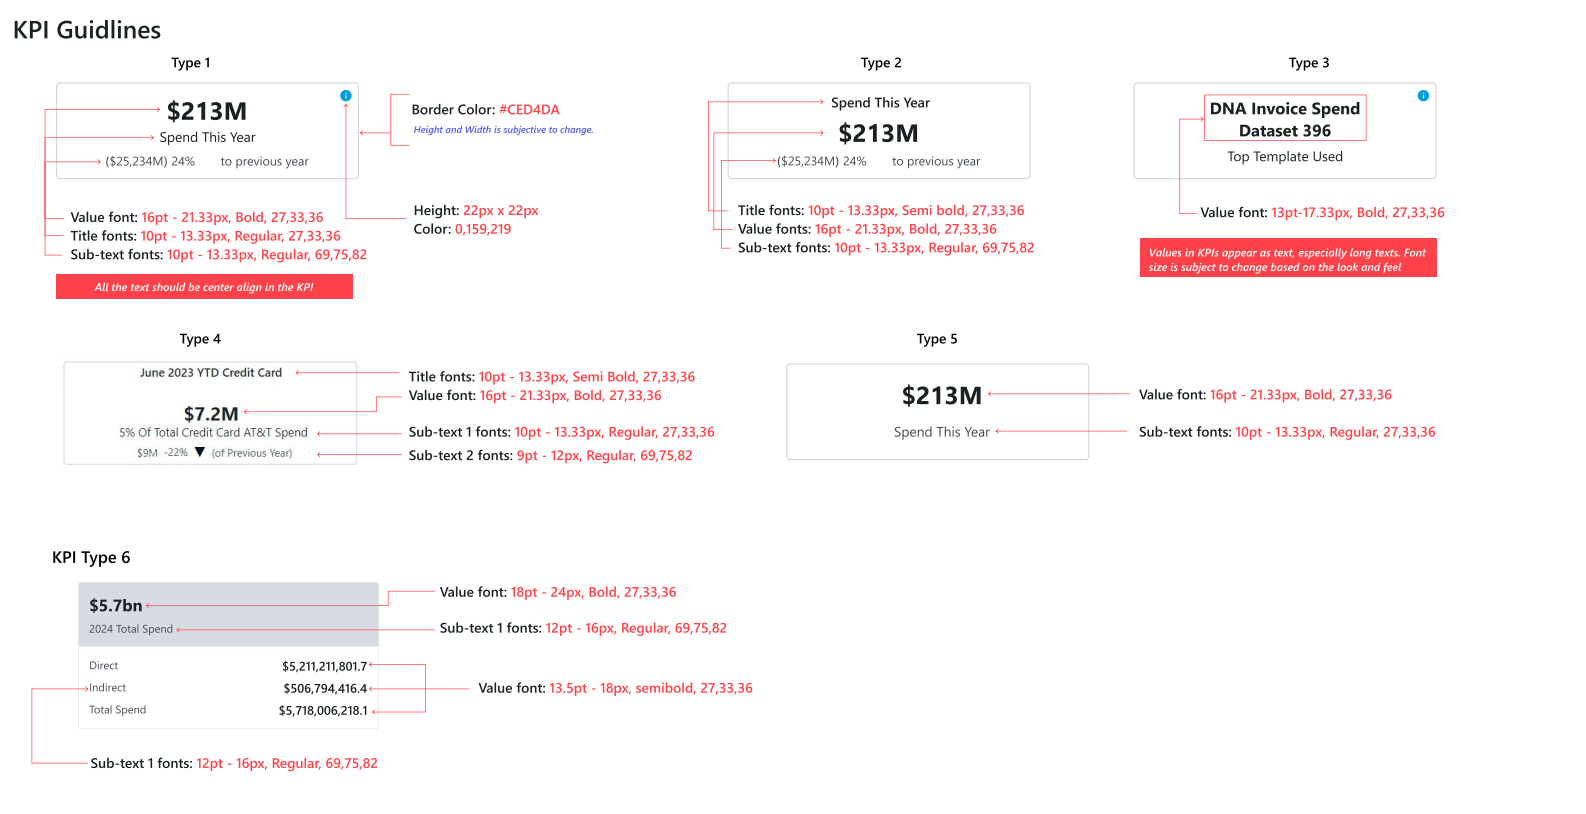 KPI Guidlines
Type 1
$213M
Spend This Year
($25,234M) 24% to previous year
Border Color: #CED4DA
Height and Width is subjective to change.
Value font: 16pt - 21.33px, Bold, 27,33,36
Title fonts: 10pt - 13.33px, Regular, 27,33,36
Sub-text fonts: 10pt - 13.33px, Regular, 69,75,82
Height: 22px x 22px
Color: 0,159,219
All the text should be center align in the KPI
Type 2
Spend This Year
$213M
($25,234M) 24% to previous year
Title fonts: 10pt - 13.33px, Semi bold, 27,33,36
Value fonts: 16pt - 21.33px, Bold, 27,33,36
Sub-text fonts: 10pt - 13.33px, Regular, 69,75,82
Type 3
i
DNA Invoice Spend
Dataset 396
Top Template Used
Value font: 13pt-17.33px, Bold, 27,33,36
Values in KPIs appear as text, especially long texts. Font
size is subject to change based on the look and feel
Type 4
June 2023 YTD Credit Card
$7.2M
5% Of Total Credit Card AT&T Spend
$9M -22% ▼ (of Previous Year)
Title fonts: 10pt - 13.33px, Semi Bold, 27,33,36
Value font: 16pt - 21.33px, Bold, 27,33,36
Sub-text 1 fonts: 10pt - 13.33px, Regular, 27,33,36
Sub-text 2 fonts: 9pt - 12px, Regular, 69,75,82
Type 5
$213M
Spend This Year
Value font: 16pt - 21.33px, Bold, 27,33,36
Sub-text fonts: 10pt - 13.33px, Regular, 27,33,36
KPI Type 6
$5.7bn
2024 Total Spend
Direct $5,211,211,801.7
Indirect $506,794,416.4
Total Spend $5,718,006,218.1
Value font: 18pt - 24px, Bold, 27,33,36
Sub-text 1 fonts: 12pt - 16px, Regular, 69,75,82
Value font: 13.5pt - 18px, semibold, 27,33,36
Sub-text 1 fonts: 12pt - 16px, Regular, 69,75,82